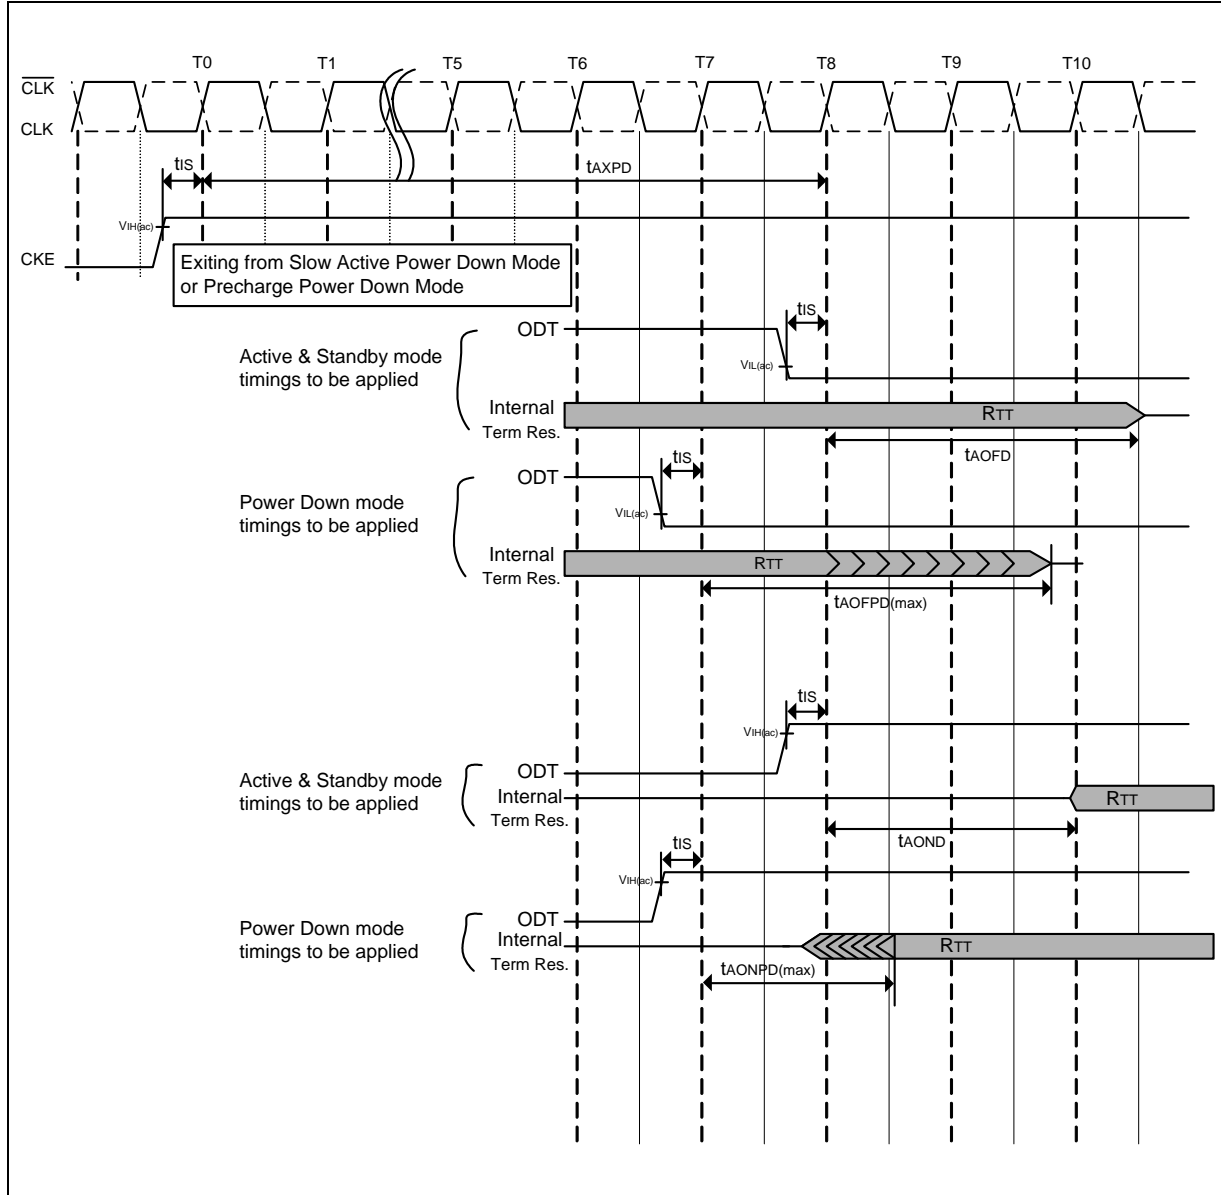 T0 T1 T5 T6 T7 T8 T9 T10
CLK
CLK
tIS
tAXPD
VIH(ac)
CKE
Exiting from Slow Active Power Down Mode
or Precharge Power Down Mode
tIS
ODT
Active & Standby mode
timings to be applied
VIL(ac)
Internal
Term Res.
RTT
tAOFD
tIS
ODT
Power Down mode
timings to be applied
VIL(ac)
Internal
Term Res.
RTT
tAOFPD(max)
tIS
VIH(ac)
ODT
Active & Standby mode
timings to be applied
Internal
Term Res.
RTT
tAOND
tIS
VIH(ac)
ODT
Power Down mode
timings to be applied
Internal
Term Res.
RTT
tAONPD(max)